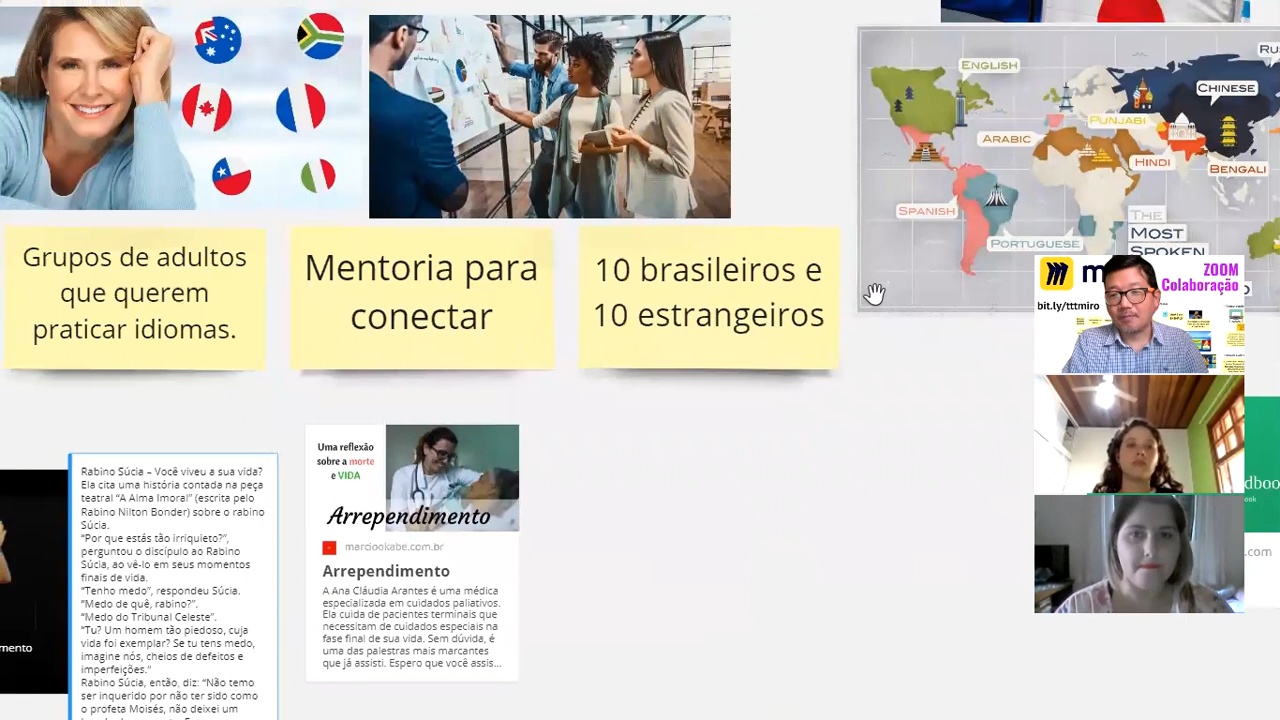 ENGLISH
CHINESE
ARABIC
PUNJABI
HINDI
BENGALI
SPANISH
PORTUGUESE
THE
MOST
SPOKEN
Grupos de adultos
que querem
praticar idiomas.
Mentoria para
conectar
10 brasileiros e
10 estrangeiros
ZOOM
Colaboração
bit.ly/tttmiro
Rabino Súcia – Você viveu a sua vida?
Ela cita uma história contada na peça
teatral “A Alma Imoral” (escrita pelo
Rabino Nilton Bonder) sobre o rabino
Súcia.
“Por que estás tão irriquieto?”,
perguntou o discípulo ao Rabino
Súcia, ao vê-lo em seus momentos
finais de vida.
“Tenho medo”, respondeu Súcia.
“Medo de quê, rabino?”.
“Medo do Tribunal Celeste”.
“Tu? Um homem tão piedoso, cuja
vida foi exemplar? Se tu tens medo,
imagine nós, cheios de defeitos e
imperfeições.”
Rabino Súcia, então, diz: “Não temo
ser inquerido por não ter sido como
o profeta Moisés, não deixei um
Uma reflexão
sobre a morte
e VIDA
Arrependimento
marciookabe.com.br
Arrependimento
A Ana Cláudia Arantes é uma médica
especializada em cuidados paliativos.
Ela cuida de pacientes terminais que
necessitam de cuidados especiais na
fase final de sua vida. Sem dúvida, é
uma das palestras mais marcantes
que já assisti. Espero que você assis...
mento
.com